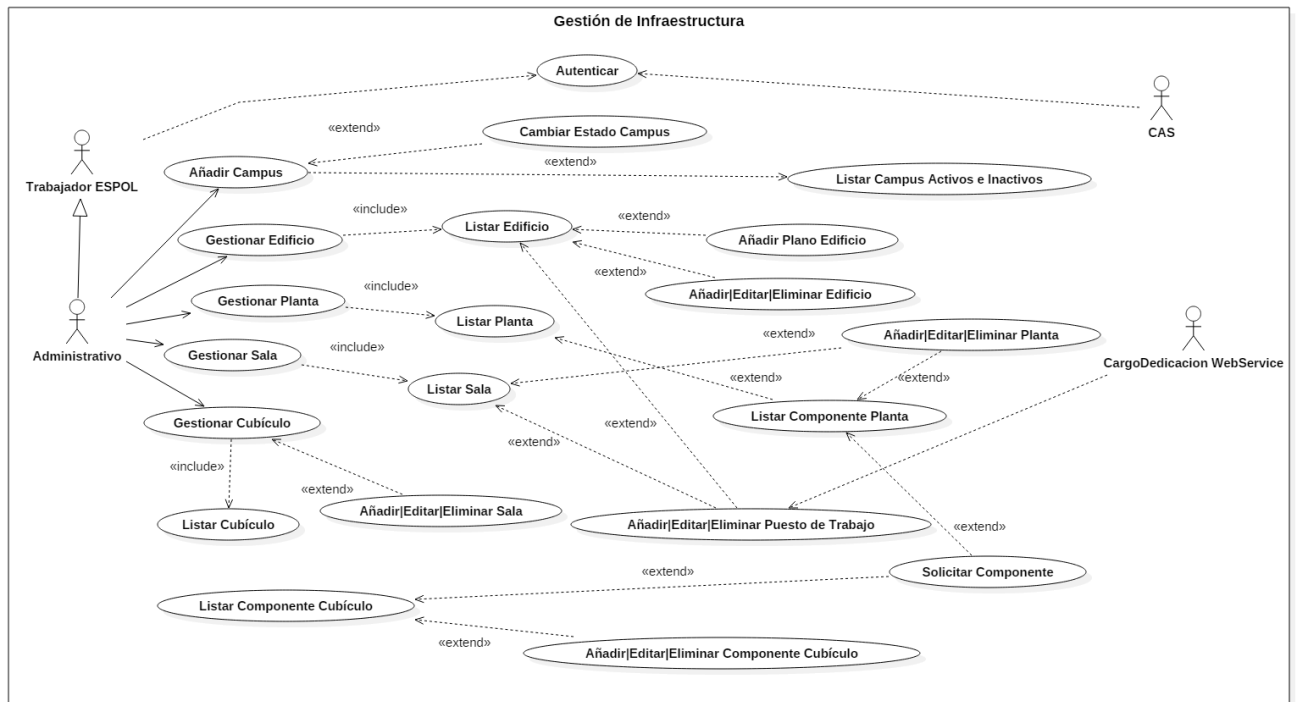 Gestión de Infraestructura
Autenticar
CAS
«extend»
Cambiar Estado Campus
Trabajador ESPOL
Añadir Campus
«extend»
Listar Campus Activos e Inactivos
«include»
Gestionar Edificio
Listar Edificio
«extend»
Añadir Plano Edificio
«extend»
Añadir|Editar|Eliminar Edificio
Gestionar Planta
«include»
Listar Planta
«extend»
Añadir|Editar|Eliminar Planta
Administrativo
Gestionar Sala
«include»
CargoDedicacion WebService
Listar Sala
«extend»
«extend»
Listar Componente Planta
Gestionar Cubículo
«extend»
«extend»
«include»
«extend»
Añadir|Editar|Eliminar Sala
Listar Cubículo
Añadir|Editar|Eliminar Puesto de Trabajo
«extend»
«extend»
Solicitar Componente
Listar Componente Cubículo
«extend»
Añadir|Editar|Eliminar Componente Cubículo